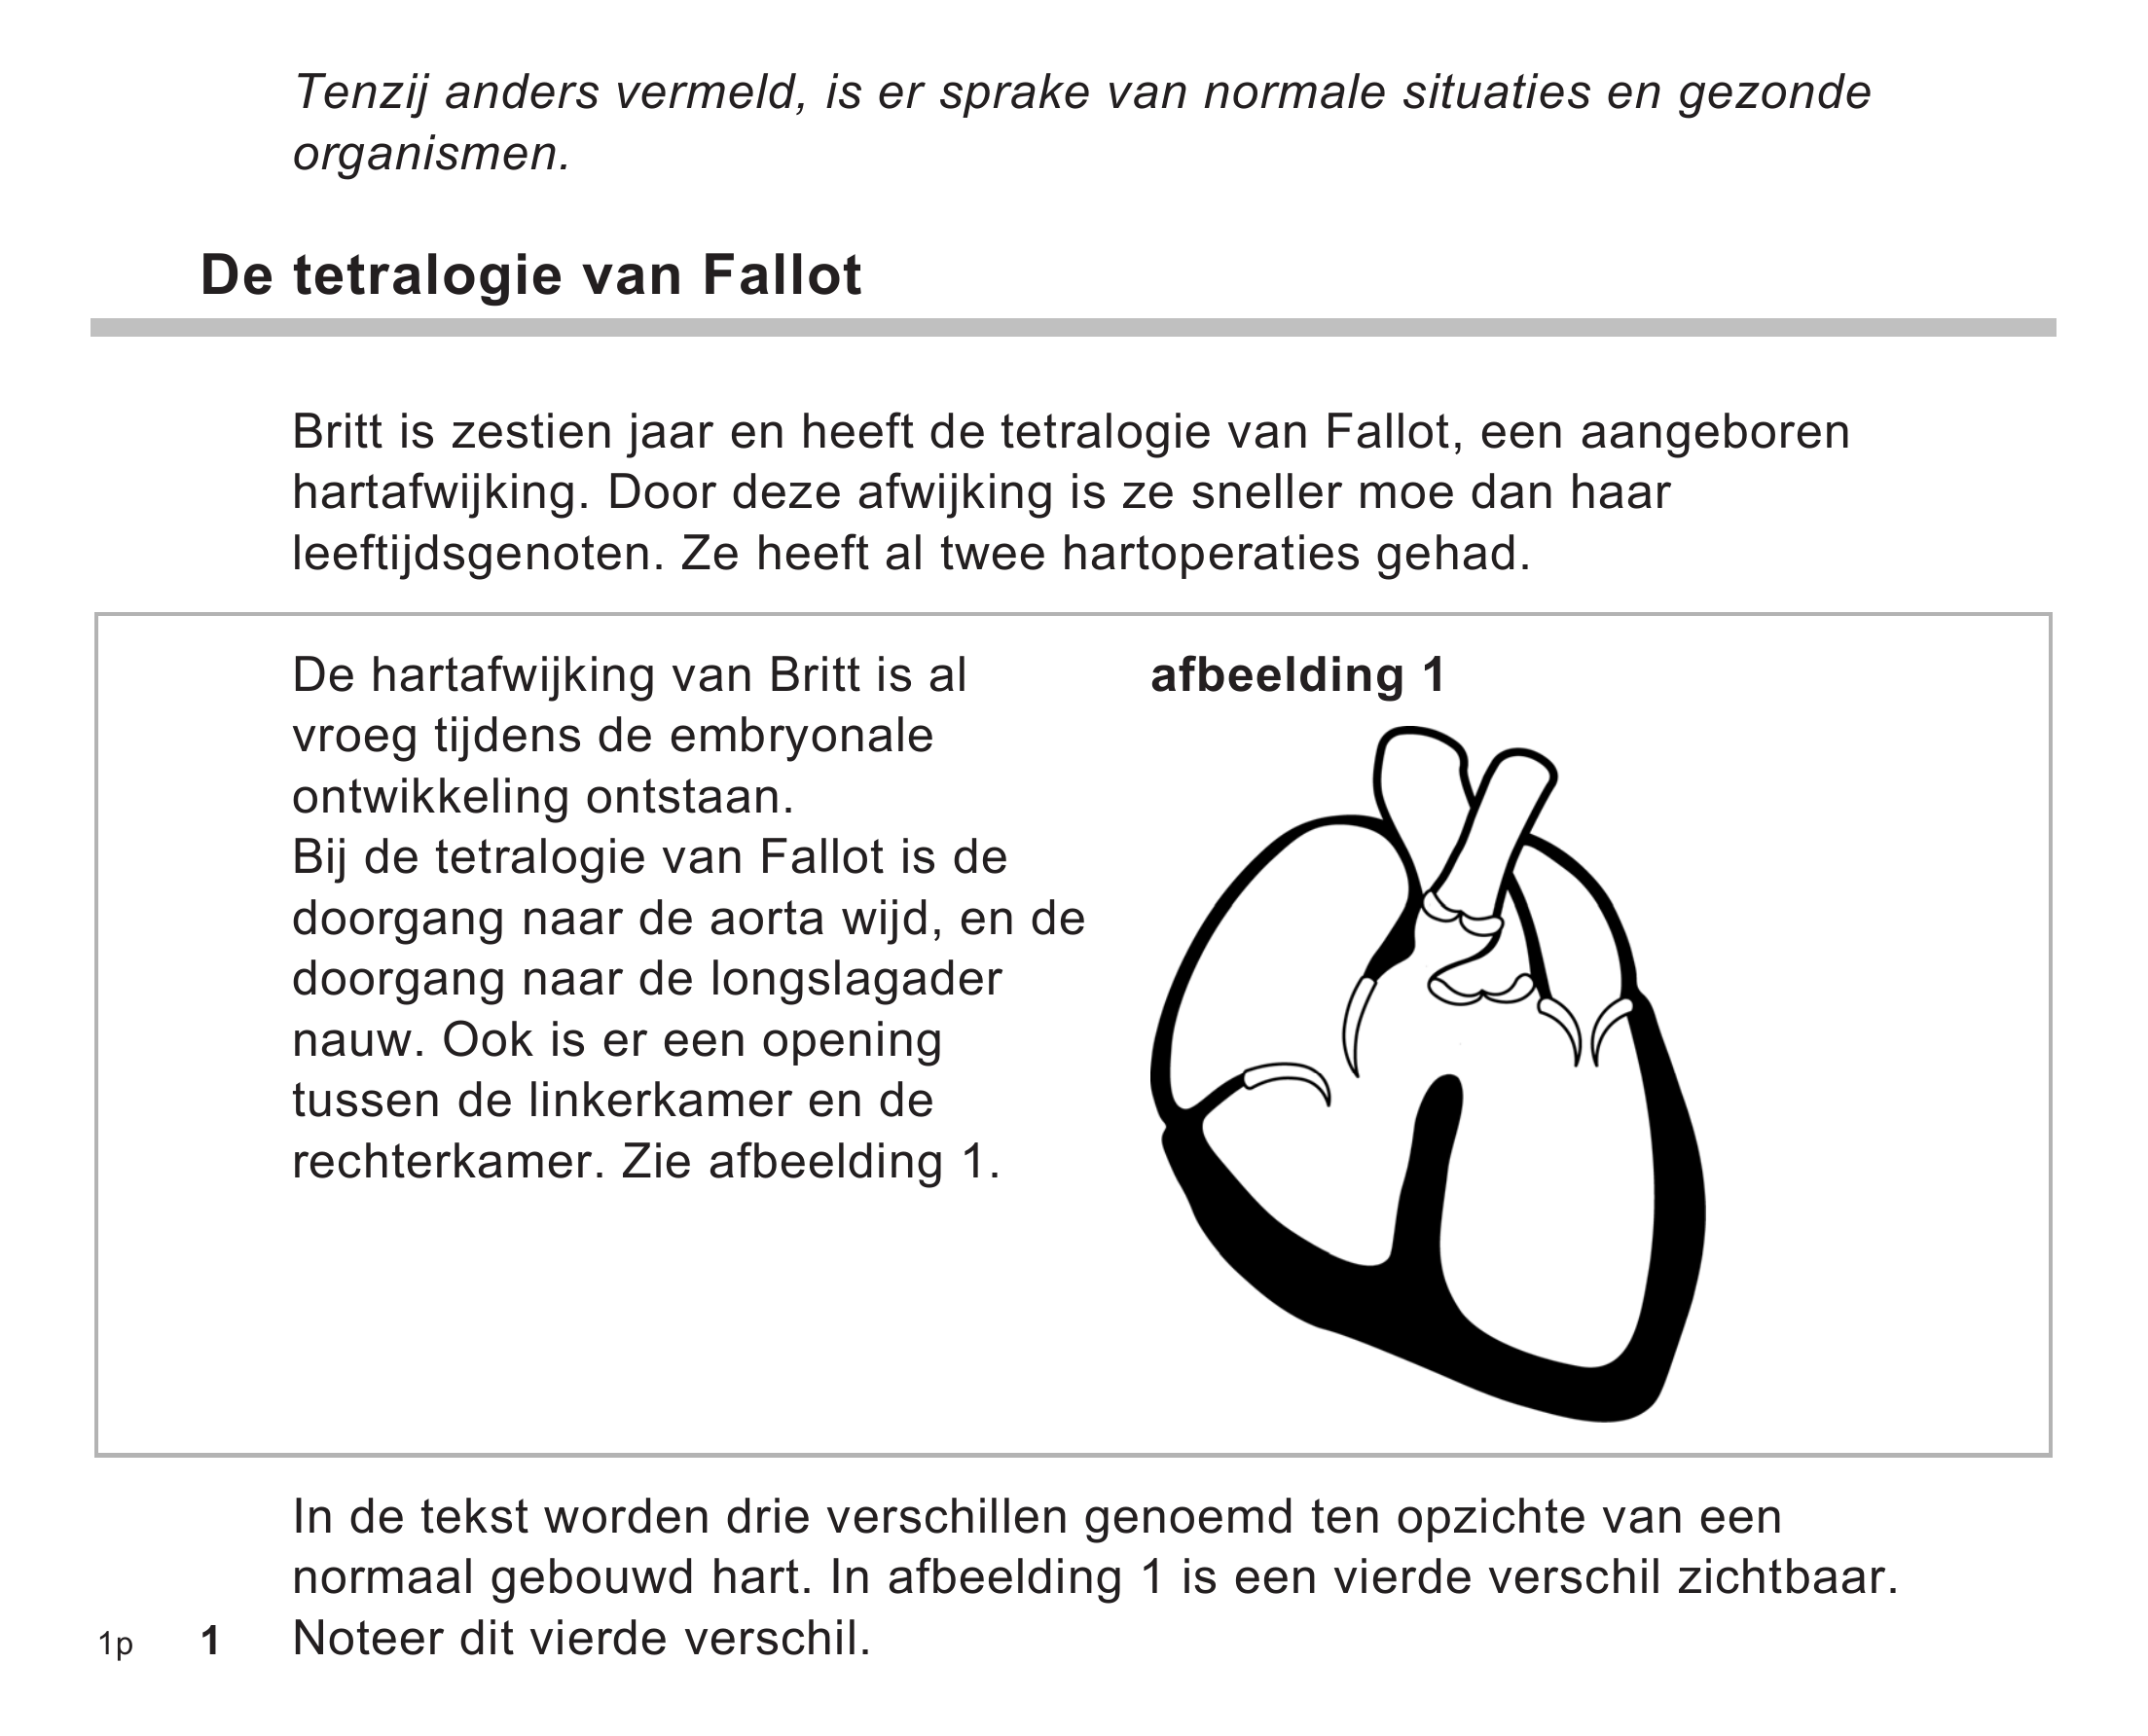 Tenzij anders vermeld, is er sprake van normale situaties en gezonde
organismen.
De tetralogie van Fallot
Britt is zestien jaar en heeft de tetralogie van Fallot, een aangeboren
hartafwijking. Door deze afwijking is ze sneller moe dan haar
leeftijdsgenoten. Ze heeft al twee hartoperaties gehad.
De hartafwijking van Britt is al
vroeg tijdens de embryonale
ontwikkeling ontstaan.
Bij de tetralogie van Fallot is de
doorgang naar de aorta wijd, en de
doorgang naar de longslagader
nauw. Ook is er een opening
tussen de linkerkamer en de
rechterkamer. Zie afbeelding 1.
afbeelding 1
In de tekst worden drie verschillen genoemd ten opzichte van een
normaal gebouwd hart. In afbeelding 1 is een vierde verschil zichtbaar.
1p 1 Noteer dit vierde verschil.